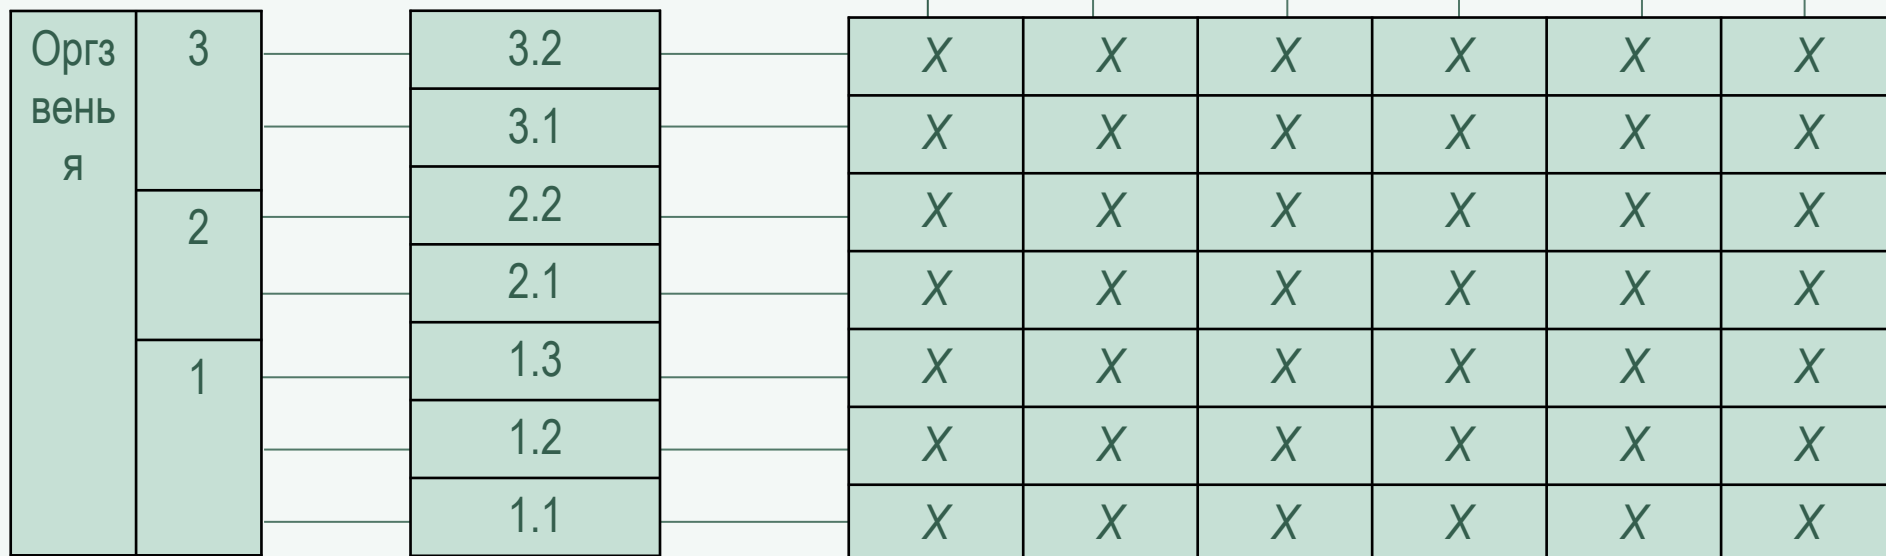 Оргз
вень
я
3
2
1
3.2
3.1
2.2
2.1
1.3
1.2
1.1
X X X X X X
X X X X X X
X X X X X X
X X X X X X
X X X X X X
X X X X X X
X X X X X X